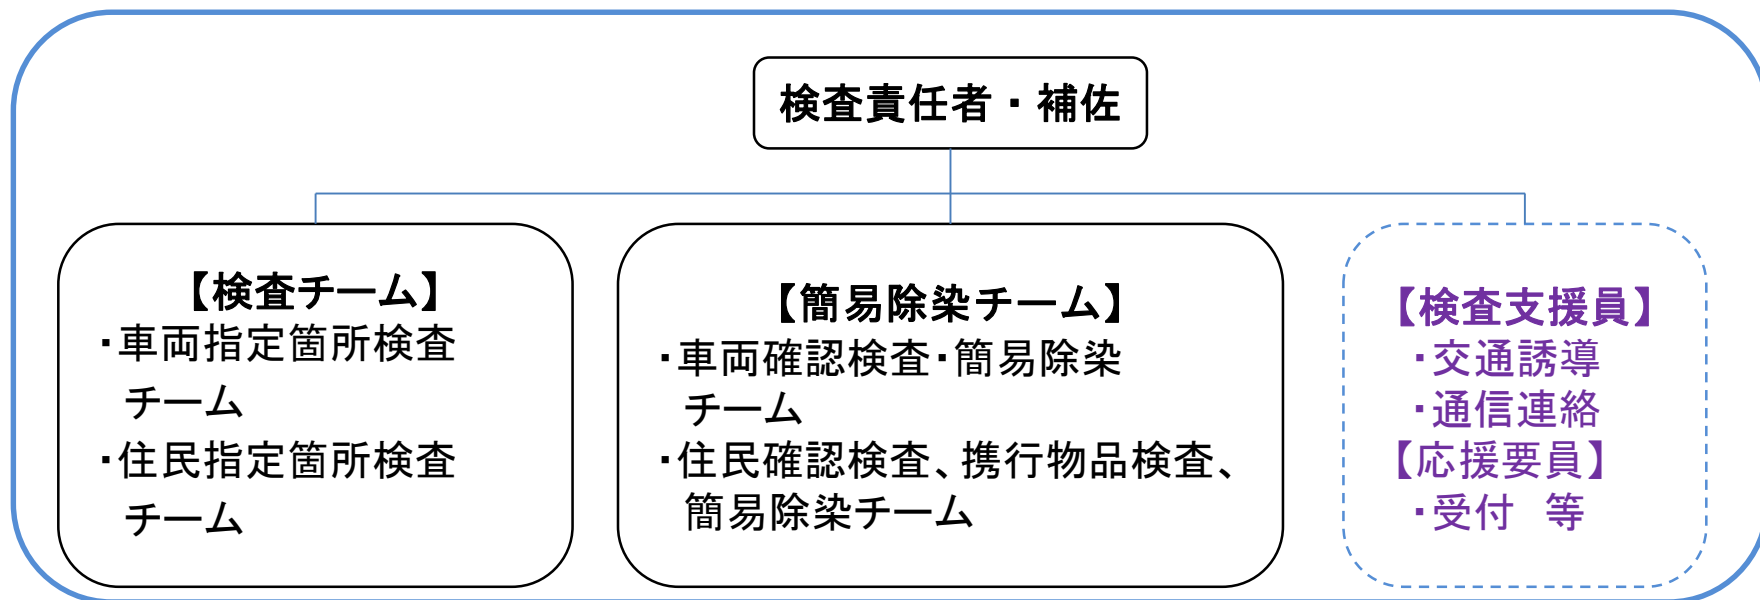 検査責任者・補佐
【検査チーム】
・車両指定箇所検査
チーム
・住民指定箇所検査
チーム
【簡易除染チーム】
・車両確認検査・簡易除染
チーム
・住民確認検査、携行物品検査、
簡易除染チーム
【検査支援員】
・交通誘導
・通信連絡
【応援要員】
・受付　等